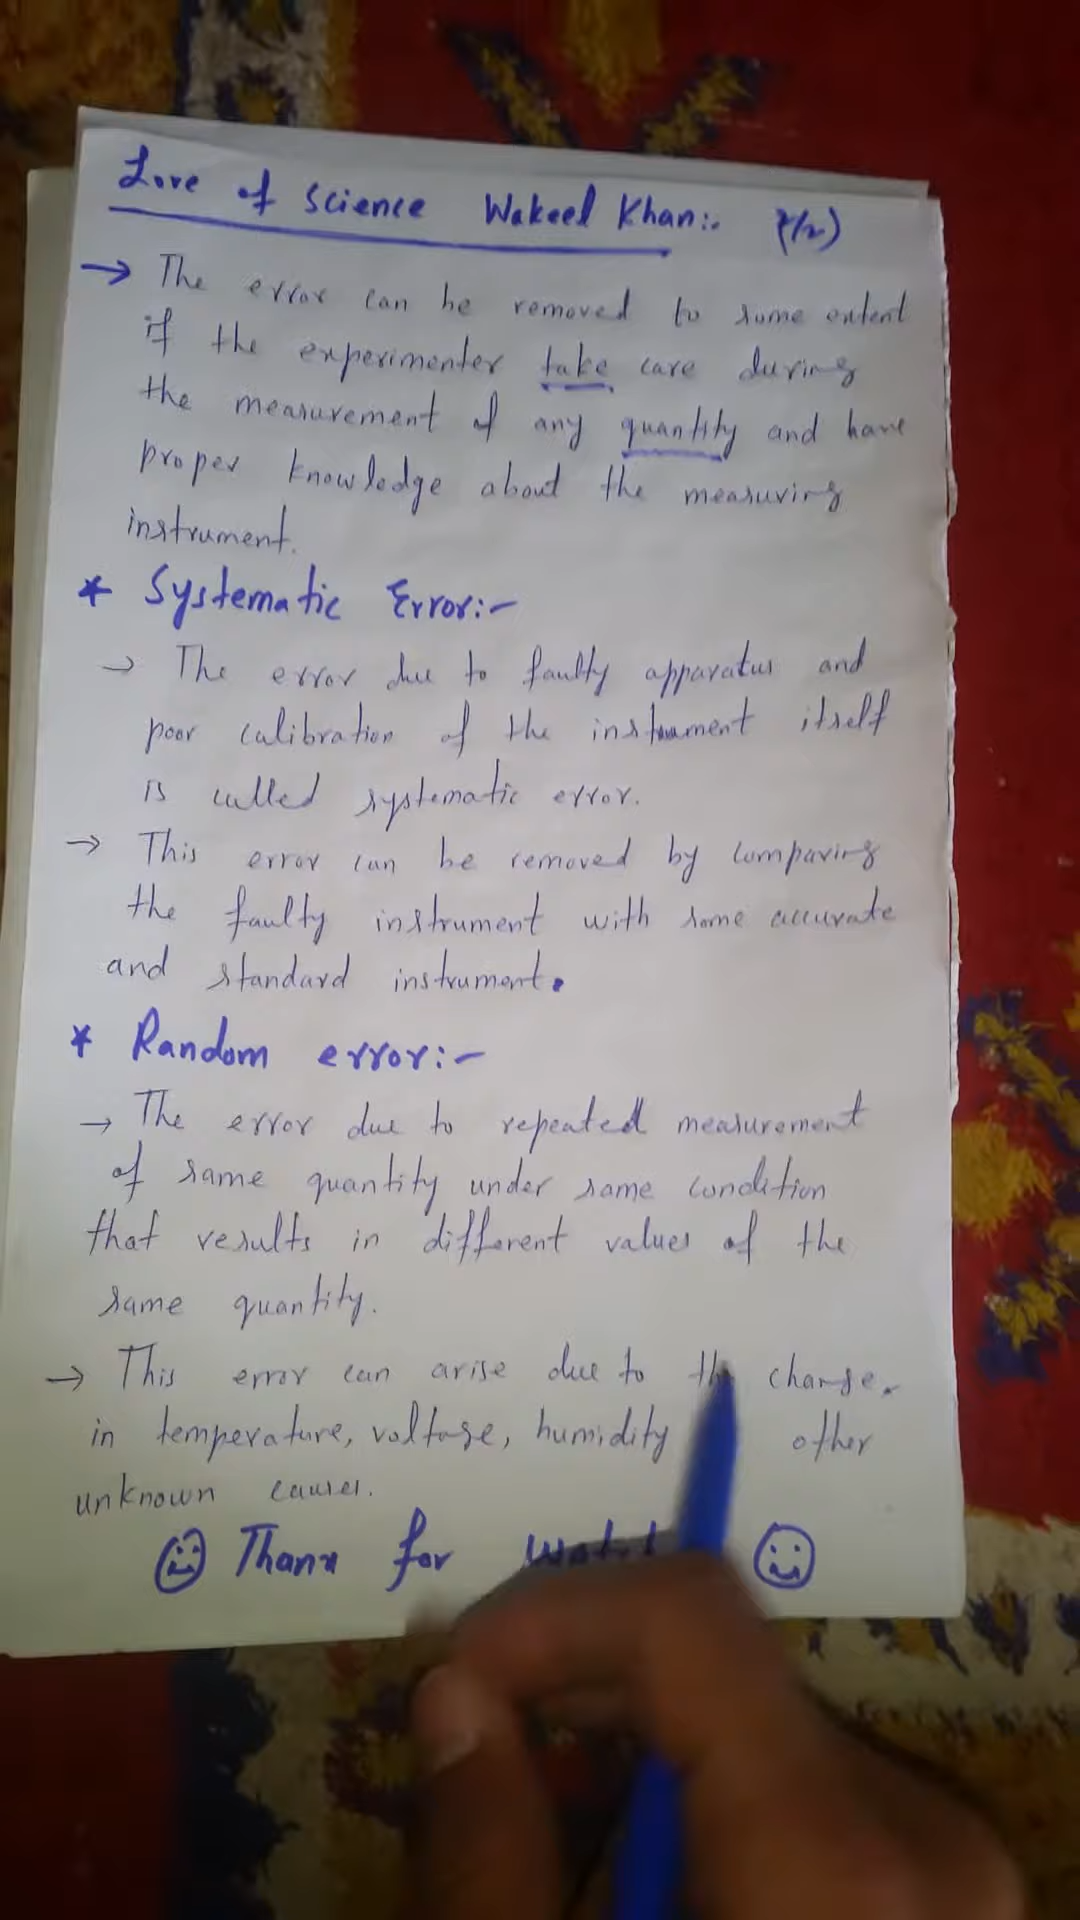 Love of Science Wakeel Khan:.
→ The error can be removed to some extent
if the experimenter take care during
the measurement of any quantity and have
proper knowledge about the measuring
instrument.
* Systematic Error:-
→ The error due to faulty apparatus and
poor calibration of the instrument itself
is called systematic error.
→ This error can be removed by comparing
the faulty instrument with some accurate
and standard instrument.
* Random error:-
→ The error due to repeated measurement
of same quantity under same condition
that results in different values of the
same quantity.
→ This error can arise due to the change
in temperature, voltage, humidity other
unknown causes.
Thanx for